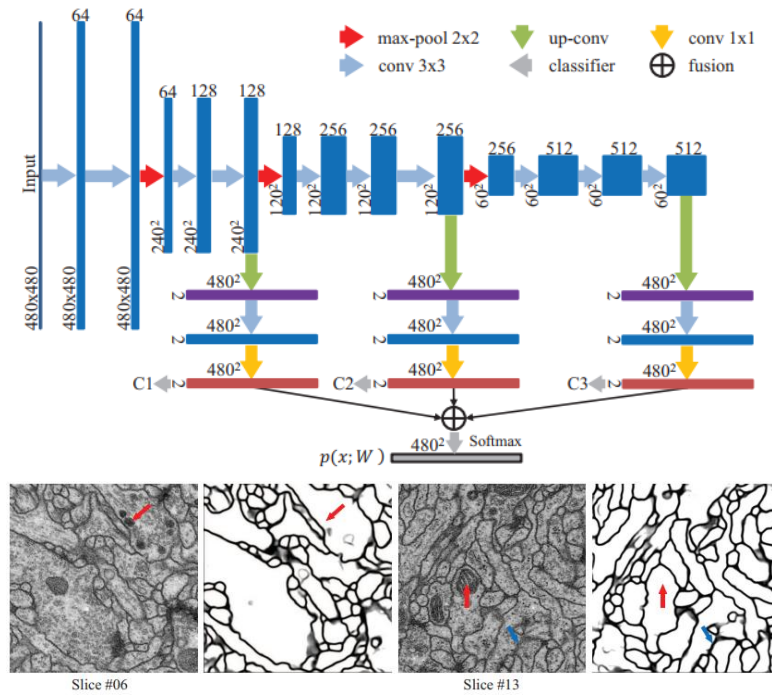 64 64
max-pool 2x2 up-conv conv 1x1
conv 3x3 classifier fusion
64 128 128
128 256 256 256
256 512 512 512
Input
480x480 480x480 480x480
240² 240² 240²
120² 120² 120² 120²
60² 60² 60² 60²
480² 480² 480²
2 2 2
480² 480² 480²
2 2 2
480² 480² 480²
C1 2 C2 2 C3 2
480² Softmax
p(x;W)
Slice #06 Slice #13